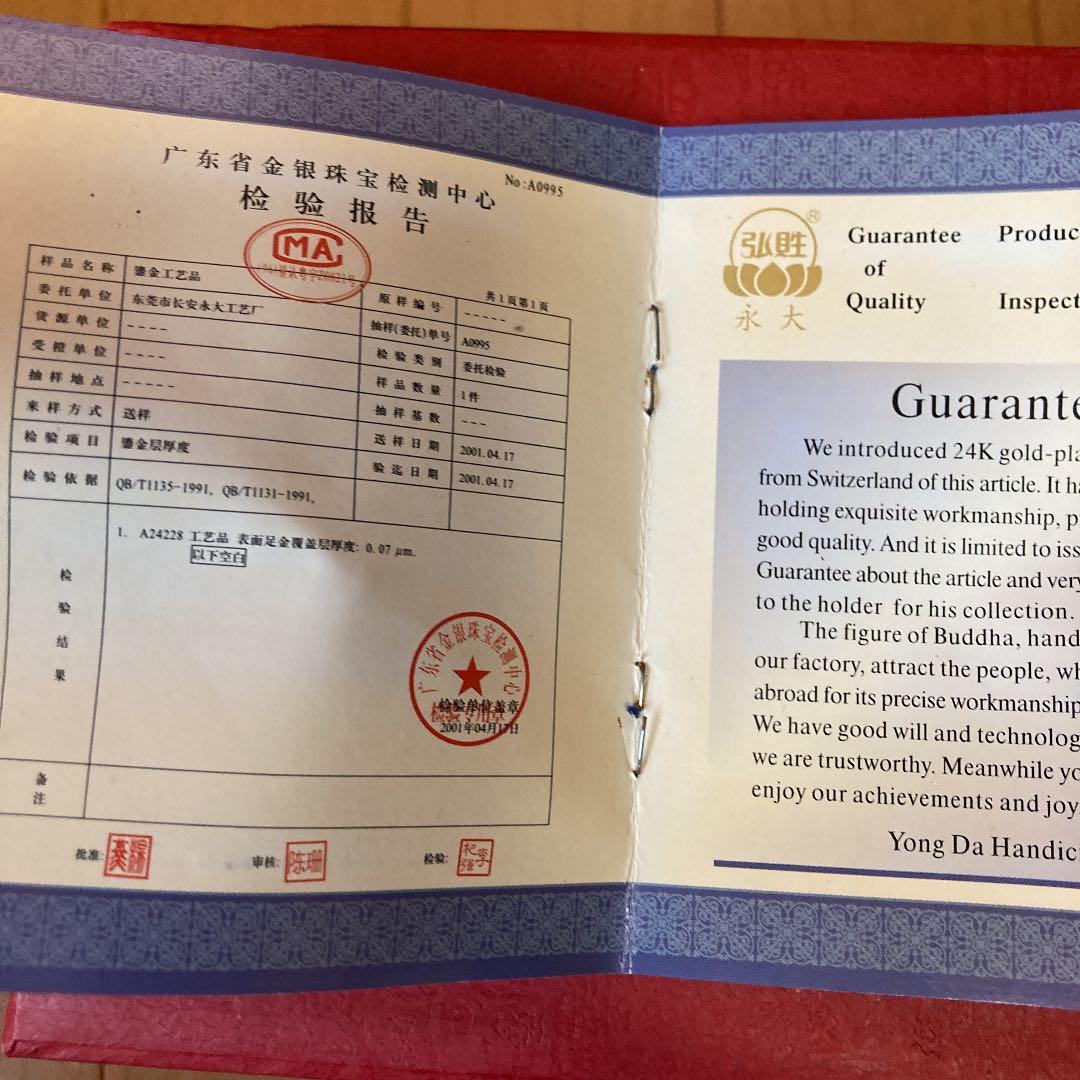 广东省金银珠宝检测中心
No:A0995
检验报告
MA
共1页第1页
样品名称 鎏金工艺品 原样编号 -----
委托单位 东莞市长安永大工艺厂 抽样(委托)单号 A0995
货源单位 ---- 检验类别 委托检验
受检单位 ---- 样品数量 1件
抽样地点 ----- 抽样基数 ---
来样方式 送样 送样日期 2001.04.17
检验项目 鎏金层厚度 验讫日期 2001.04.17
检验依据 QB/T1135-1991, QB/T1131-1991,
检验结果
1. A24228 工艺品 表面足金覆盖层厚度: 0.07 μm.
以下空白
广东省金银珠宝检测中心
检验专用章
检验单位盖章
2001年04月17日
备注
批准:
审核: 陈珊
检验:
弘胜®
永大
Guarantee of Quality
Produc
Inspect
Guarante
We introduced 24K gold-pla
from Switzerland of this article. It ha
holding exquisite workmanship, p
good quality. And it is limited to iss
Guarantee about the article and very
to the holder for his collection.
The figure of Buddha, hand
our factory, attract the people, wh
abroad for its precise workmanship
We have good will and technolog
we are trustworthy. Meanwhile yo
enjoy our achievements and joy
Yong Da Handic